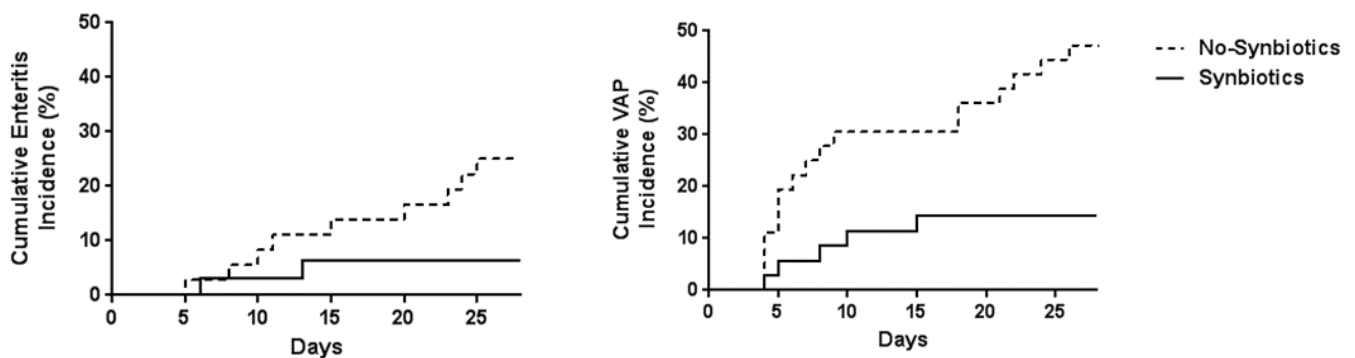 Cumulative Enteritis
Incidence (%)
50
40
30
20
10
0
0 5 10 15 20 25
Days
Cumulative VAP
Incidence (%)
50
40
30
20
10
0
0 5 10 15 20 25
Days
No-Synbiotics
Synbiotics